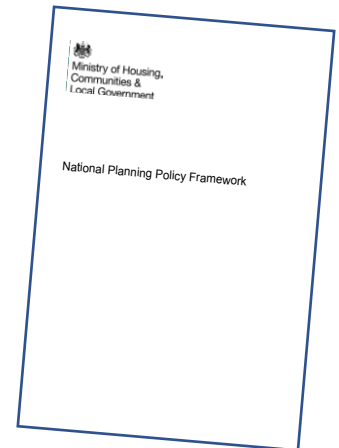 Ministry of Housing,
Communities &
Local Government
National Planning Policy Framework